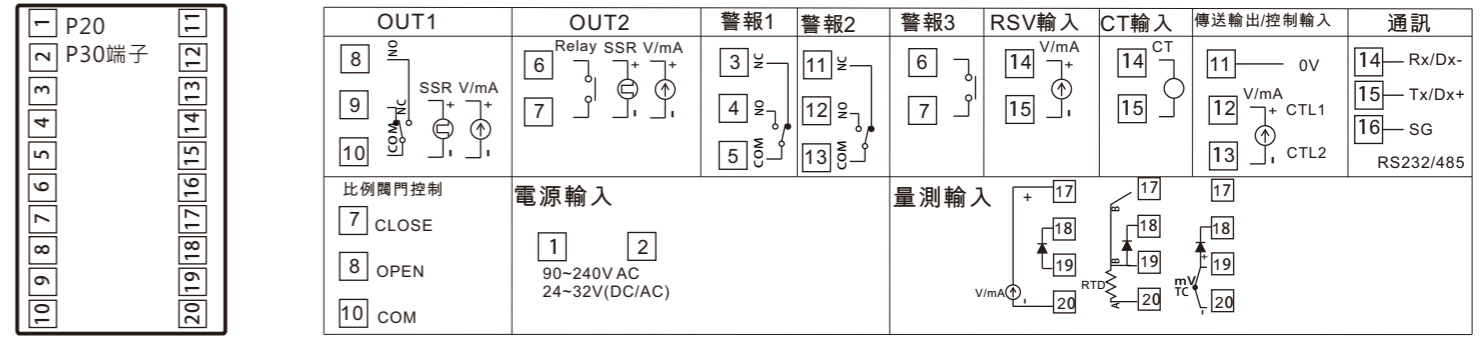 P20
P30端子
1
2
3
4
5
6
7
8
9
10
11
12
13
14
15
16
17
18
19
20
OUT1
8
NO
9
COM
NC
10
SSR V/mA
+ +
- -
OUT2
Relay SSR V/mA
6
+ +
7
- -
警報1
3
NC
4
NO
5
COM
警報2
11
NC
12
NO
13
COM
警報3
6
7
RSV輸入
V/mA
14
+
15
-
CT輸入
CT
14
15
傳送輸出/控制輸入
11
0V
V/mA
12
+ CTL1
13
- CTL2
通訊
14 Rx/Dx-
15 Tx/Dx+
16 SG
RS232/485
比例閥門控制
7 CLOSE
8 OPEN
10 COM
電源輸入
1 2
90~240V AC
24~32V(DC/AC)
量測輸入
+
17
18
19
V/mA
-
20
17
B
18
B
19
RTD
A
20
17
18
+
19
mV
TC
-
20